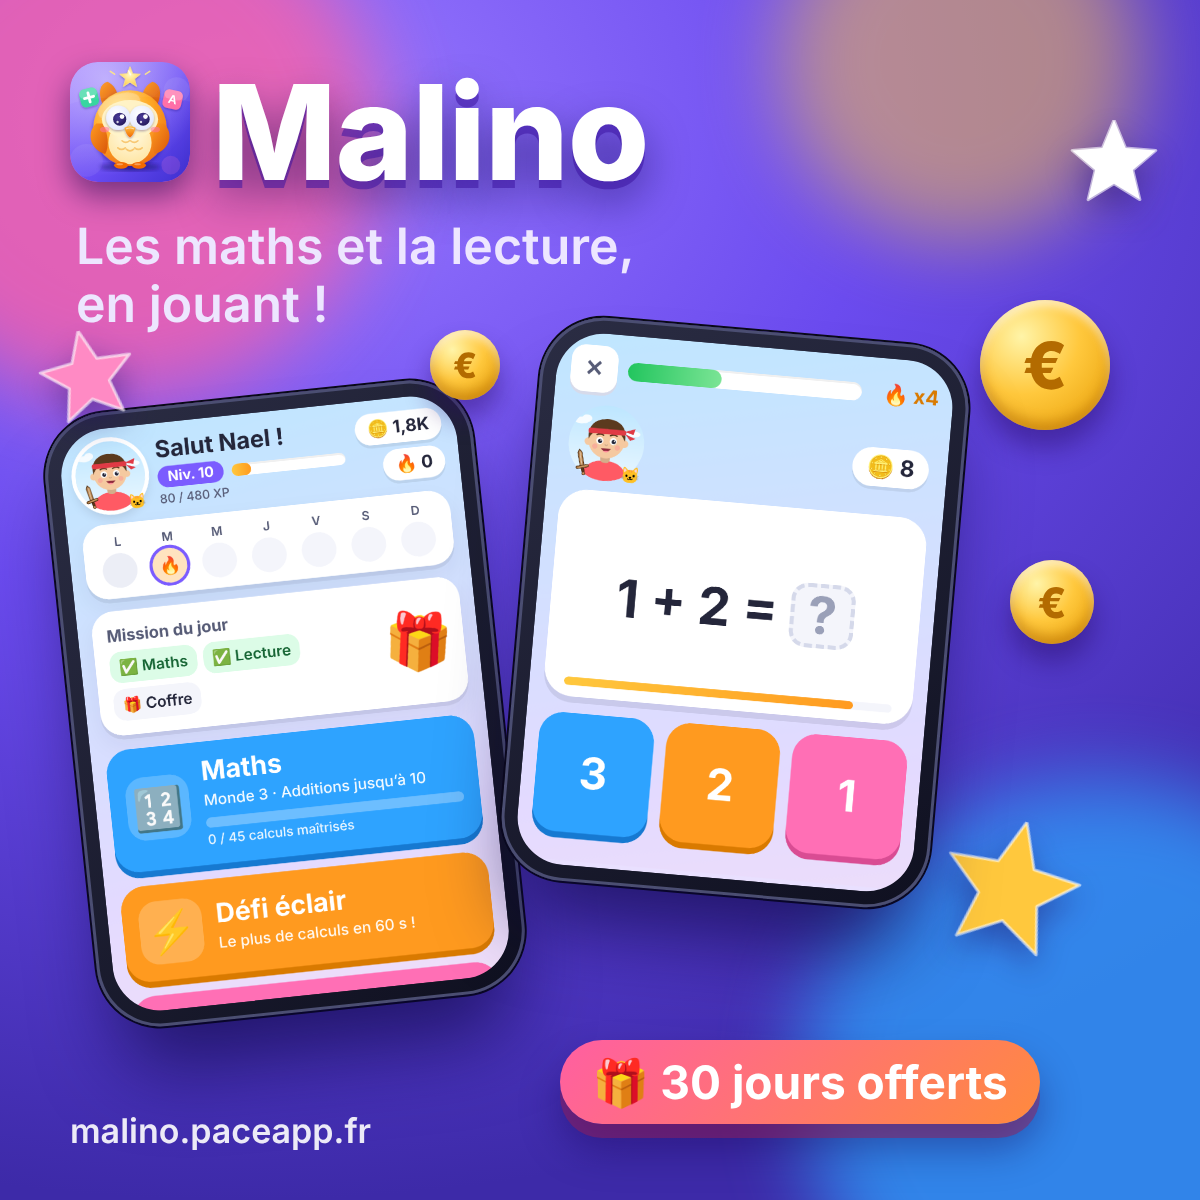 Malino
Les maths et la lecture,
en jouant !
Salut Nael !
Niv. 10
80 / 480 XP
🪙 1,8K
🔥 0
L M M J V S D
Mission du jour
✅ Maths ✅ Lecture
🎁 Coffre
Maths
Monde 3 · Additions jusqu'à 10
0 / 45 calculs maîtrisés
Défi éclair
Le plus de calculs en 60 s !
€
✕
🔥 x4
🪙 8
1 + 2 = ?
3 2 1
€
€
🎁 30 jours offerts
malino.paceapp.fr